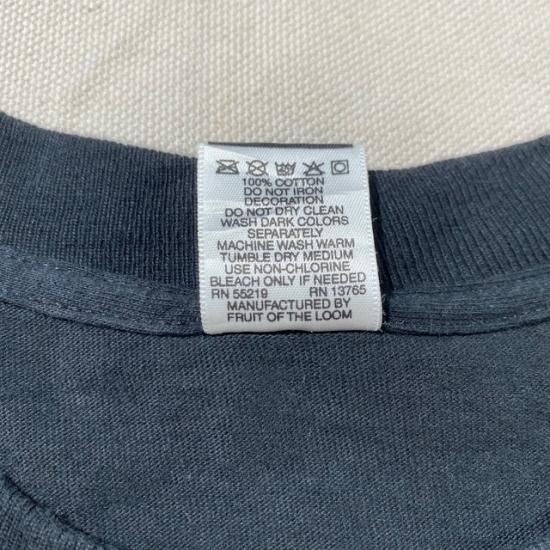 100% COTTON
DO NOT IRON
DECORATION
DO NOT DRY CLEAN
WASH DARK COLORS
SEPARATELY
MACHINE WASH WARM
TUMBLE DRY MEDIUM
USE NON-CHLORINE
BLEACH ONLY IF NEEDED
RN 55219 RN 13765
MANUFACTURED BY
FRUIT OF THE LOOM